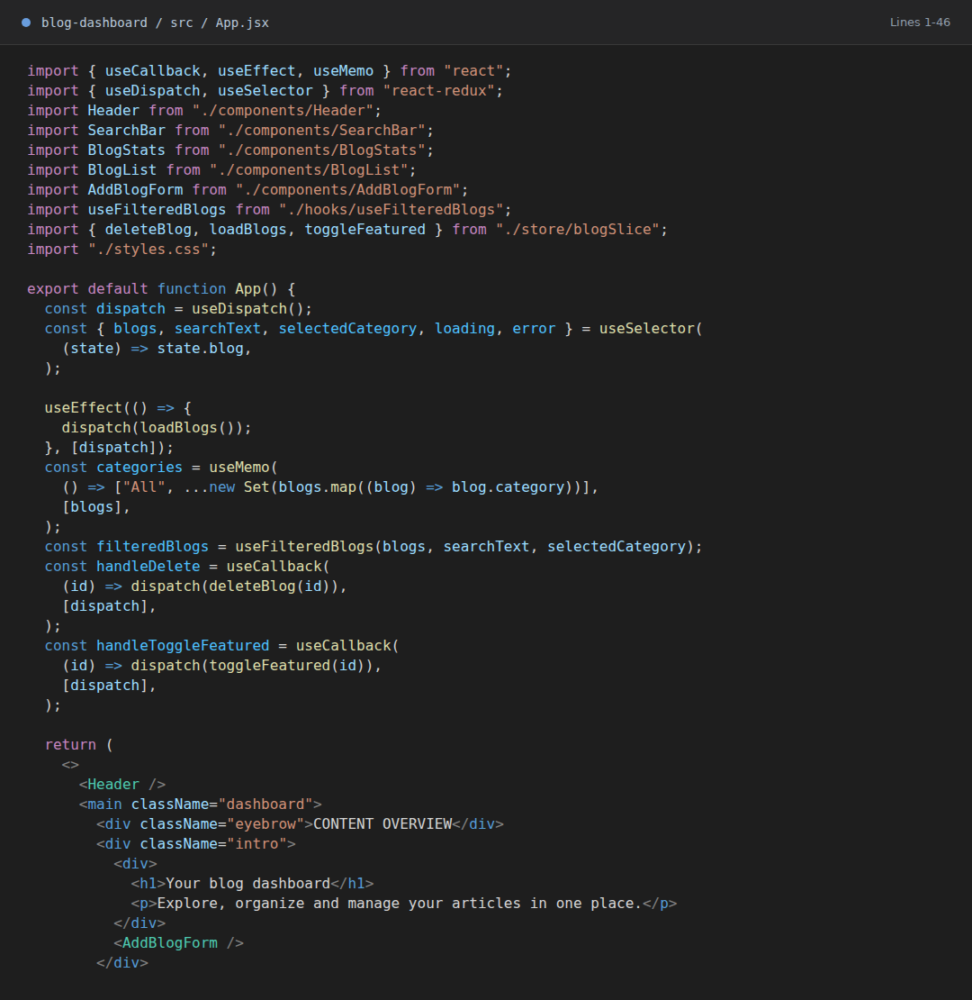 blog-dashboard / src / App.jsx
Lines 1-46
import { useCallback, useEffect, useMemo } from "react";
import { useDispatch, useSelector } from "react-redux";
import Header from "./components/Header";
import SearchBar from "./components/SearchBar";
import BlogStats from "./components/BlogStats";
import BlogList from "./components/BlogList";
import AddBlogForm from "./components/AddBlogForm";
import useFilteredBlogs from "./hooks/useFilteredBlogs";
import { deleteBlog, loadBlogs, toggleFeatured } from "./store/blogSlice";
import "./styles.css";

export default function App() {
  const dispatch = useDispatch();
  const { blogs, searchText, selectedCategory, loading, error } = useSelector(
    (state) => state.blog,
  );

  useEffect(() => {
    dispatch(loadBlogs());
  }, [dispatch]);
  const categories = useMemo(
    () => ["All", ...new Set(blogs.map((blog) => blog.category))],
    [blogs],
  );
  const filteredBlogs = useFilteredBlogs(blogs, searchText, selectedCategory);
  const handleDelete = useCallback(
    (id) => dispatch(deleteBlog(id)),
    [dispatch],
  );
  const handleToggleFeatured = useCallback(
    (id) => dispatch(toggleFeatured(id)),
    [dispatch],
  );

  return (
    <>
      <Header />
      <main className="dashboard">
        <div className="eyebrow">CONTENT OVERVIEW</div>
        <div className="intro">
          <div>
            <h1>Your blog dashboard</h1>
            <p>Explore, organize and manage your articles in one place.</p>
          </div>
          <AddBlogForm />
        </div>